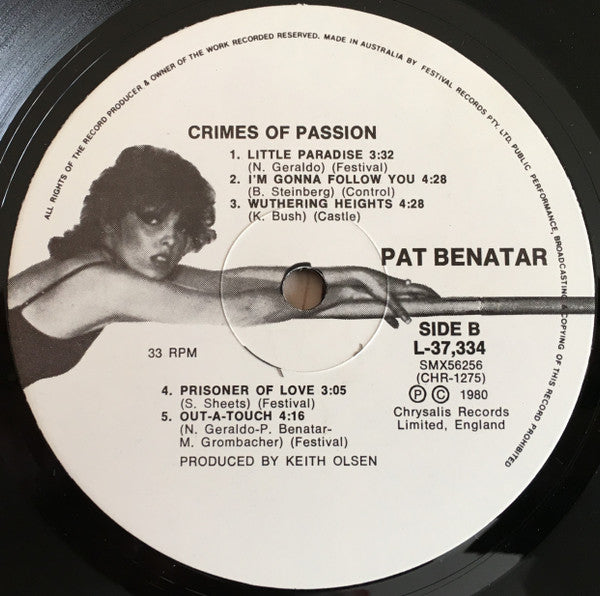 ALL RIGHTS OF THE RECORD PRODUCER & OWNER OF THE WORK RECORDED RESERVED. MADE IN AUSTRALIA BY FESTIVAL RECORDS PTY. LTD. PUBLIC PERFORMANCE, BROADCASTING & COPYING OF THIS RECORD PROHIBITED
CRIMES OF PASSION
1. LITTLE PARADISE 3:32
(N. Geraldo) (Festival)
2. I'M GONNA FOLLOW YOU 4:28
(B. Steinberg) (Control)
3. WUTHERING HEIGHTS 4:28
(K. Bush) (Castle)
PAT BENATAR
SIDE B
L-37,334
SMX56256
(CHR-1275)
Ⓟ Ⓒ 1980
Chrysalis Records
Limited, England
33 RPM
4. PRISONER OF LOVE 3:05
(S. Sheets) (Festival)
5. OUT-A-TOUCH 4:16
(N. Geraldo-P. Benatar-
M. Grombacher) (Festival)
PRODUCED BY KEITH OLSEN